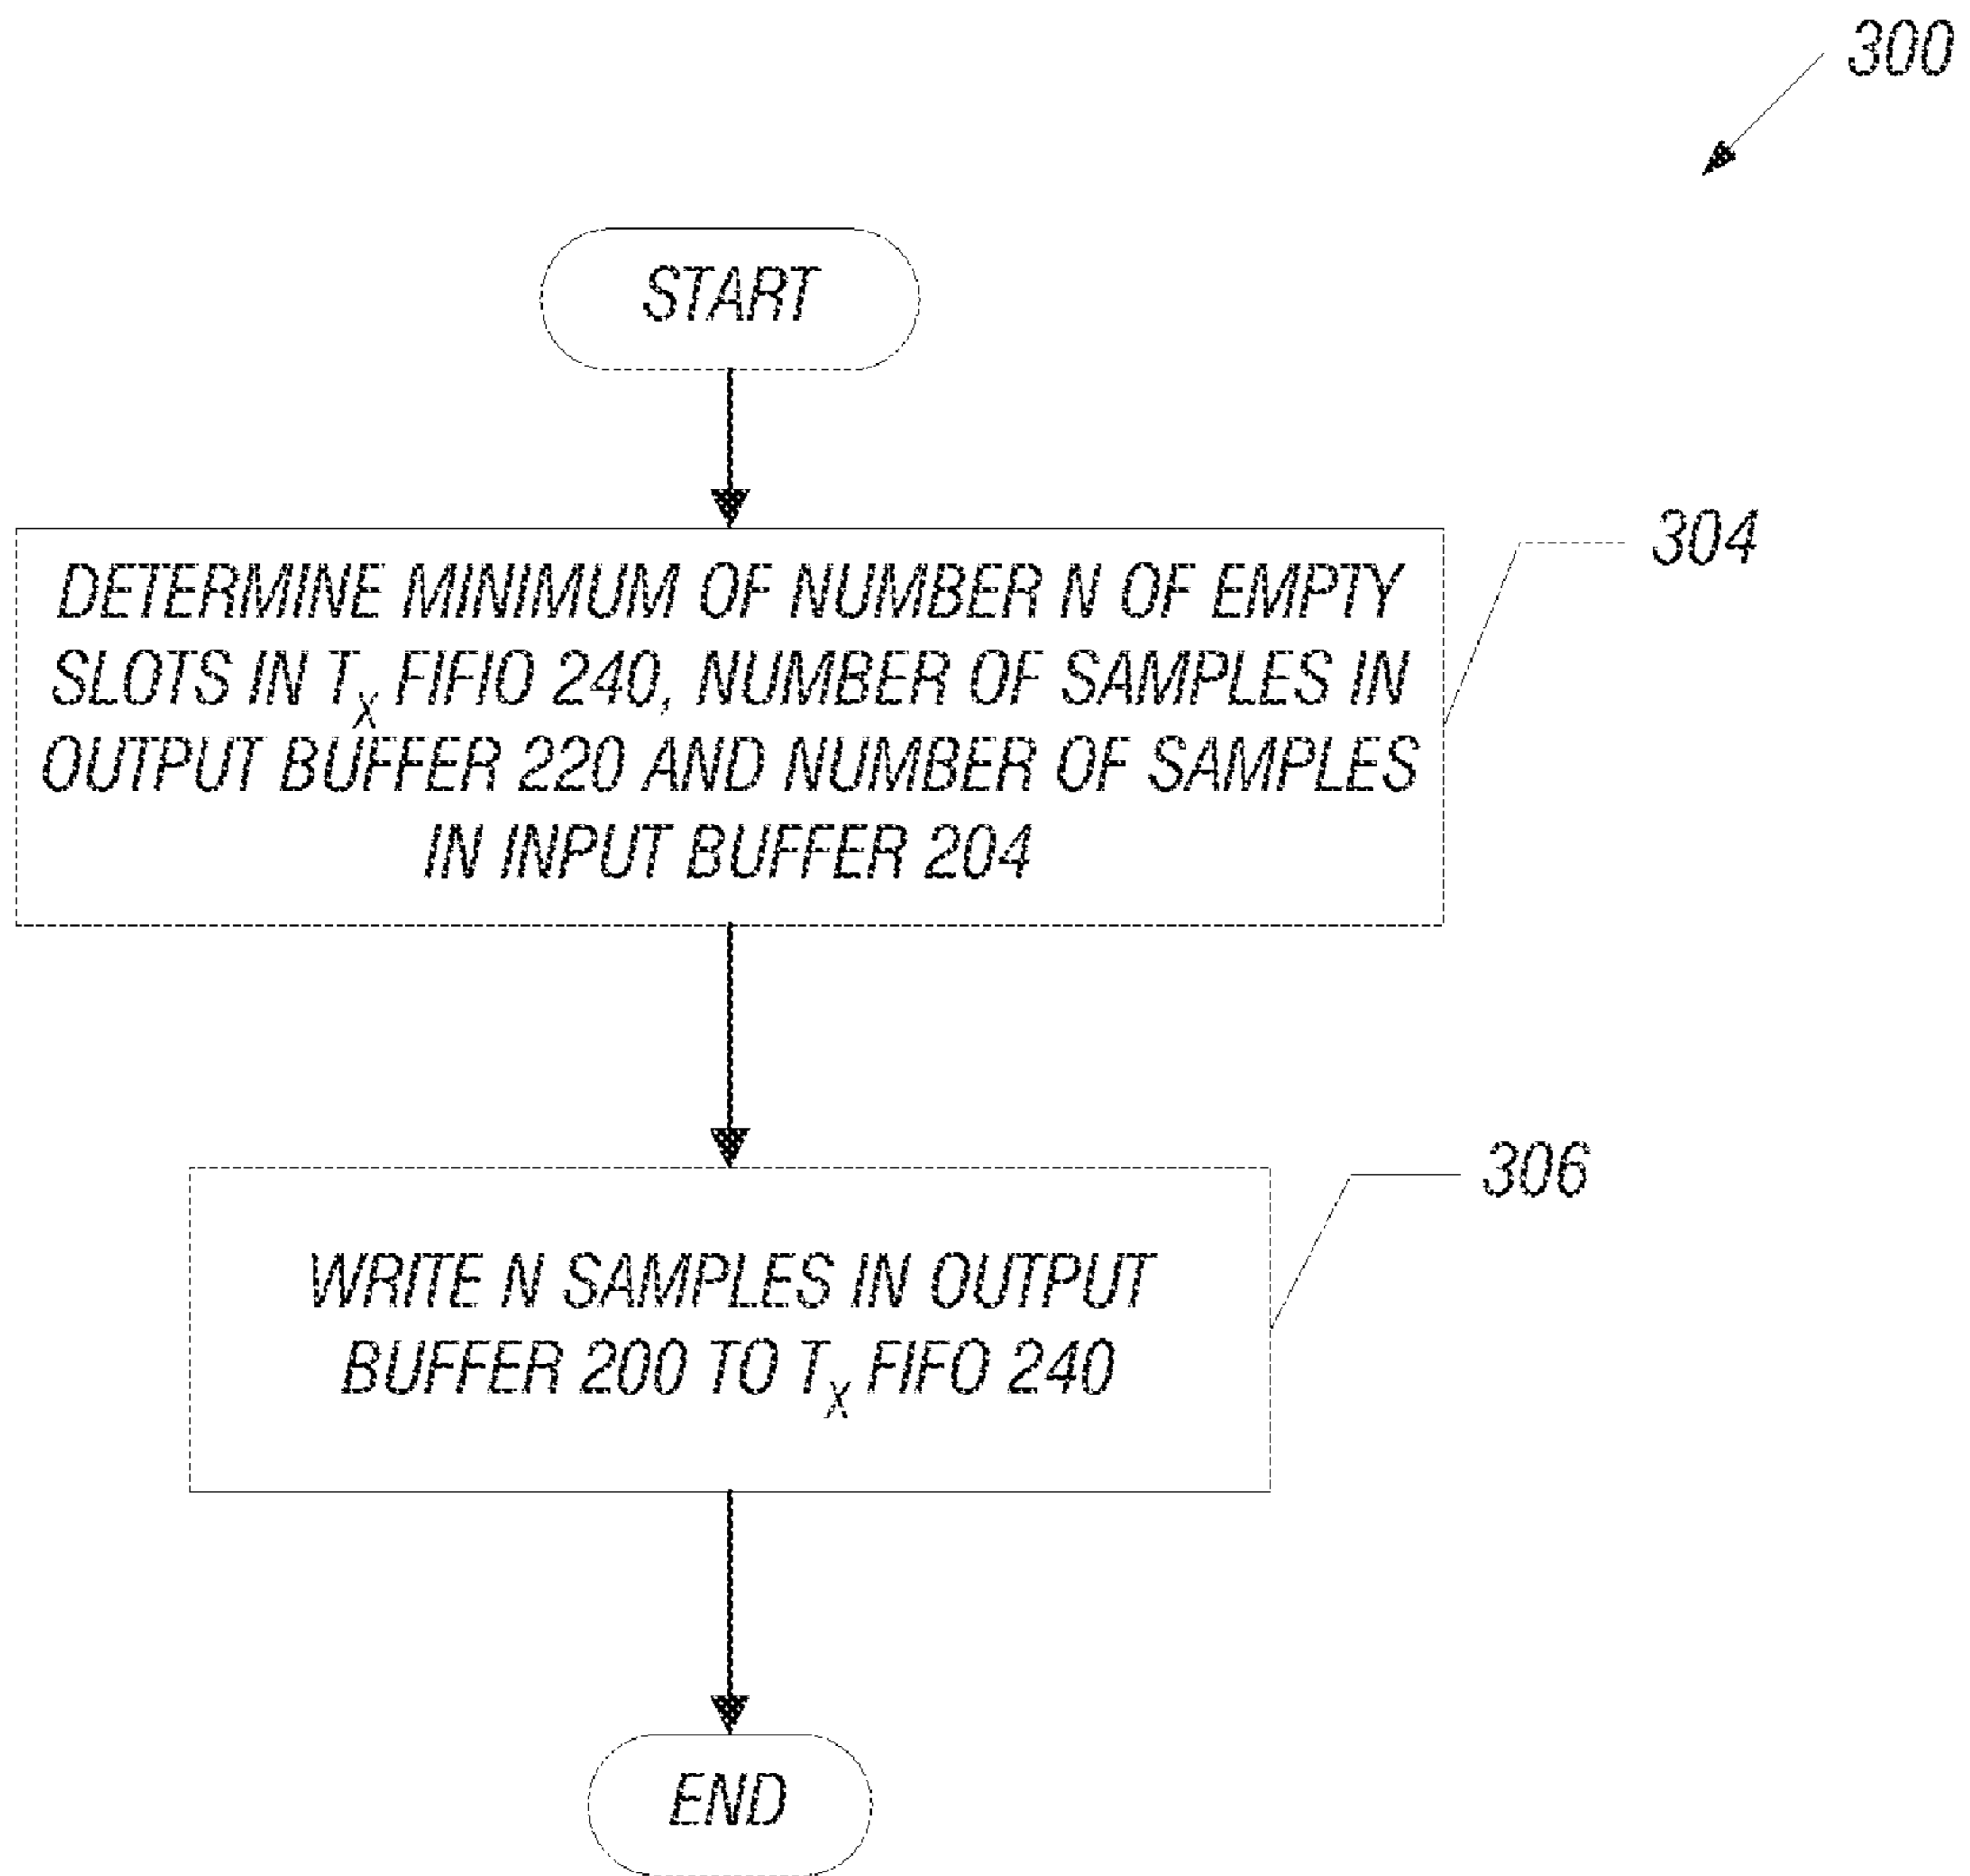 300
START
304
DETERMINE MINIMUM OF NUMBER N OF EMPTY
SLOTS IN TX FIFIO 240, NUMBER OF SAMPLES IN
OUTPUT BUFFER 220 AND NUMBER OF SAMPLES
IN INPUT BUFFER 204
306
WRITE N SAMPLES IN OUTPUT
BUFFER 200 TO TX FIFO 240
END